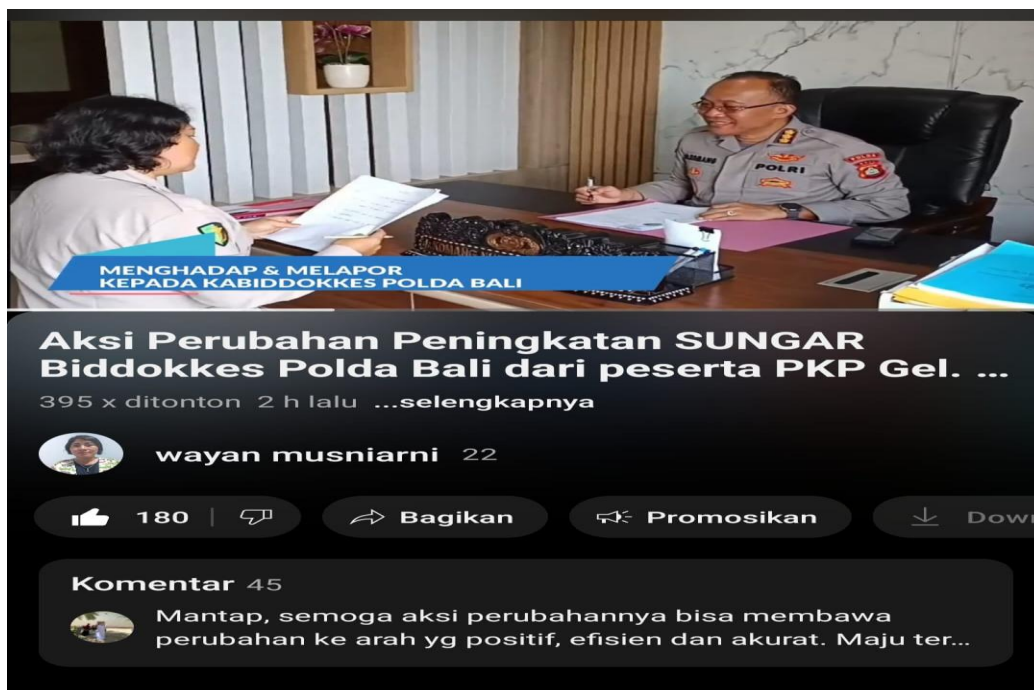 POLRI
MENGHADAP & MELAPOR
KEPADA KABIDDOKKES POLDA BALI
Aksi Perubahan Peningkatan SUNGAR
Biddokkes Polda Bali dari peserta PKP Gel. ...
395 x ditonton 2 h lalu ...selengkapnya
wayan musniarni 22
180 Bagikan Promosikan Down
Komentar 45
Mantap, semoga aksi perubahannya bisa membawa
perubahan ke arah yg positif, efisien dan akurat. Maju ter...